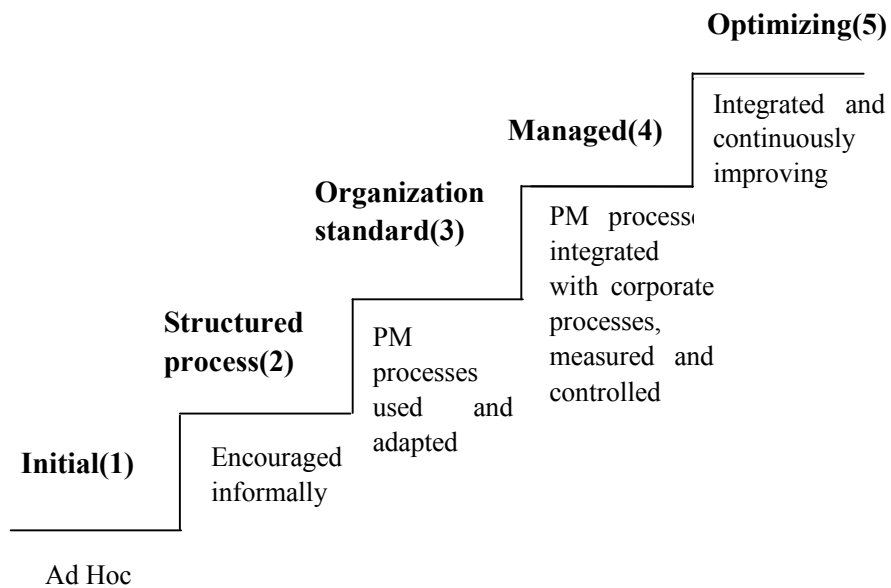 Optimizing(5)
Integrated and
continuously
improving
Managed(4)
PM process
integrated
with corporate
processes,
measured and
controlled
Organization
standard(3)
PM
processes
used and
adapted
Structured
process(2)
Encouraged
informally
Initial(1)
Ad Hoc